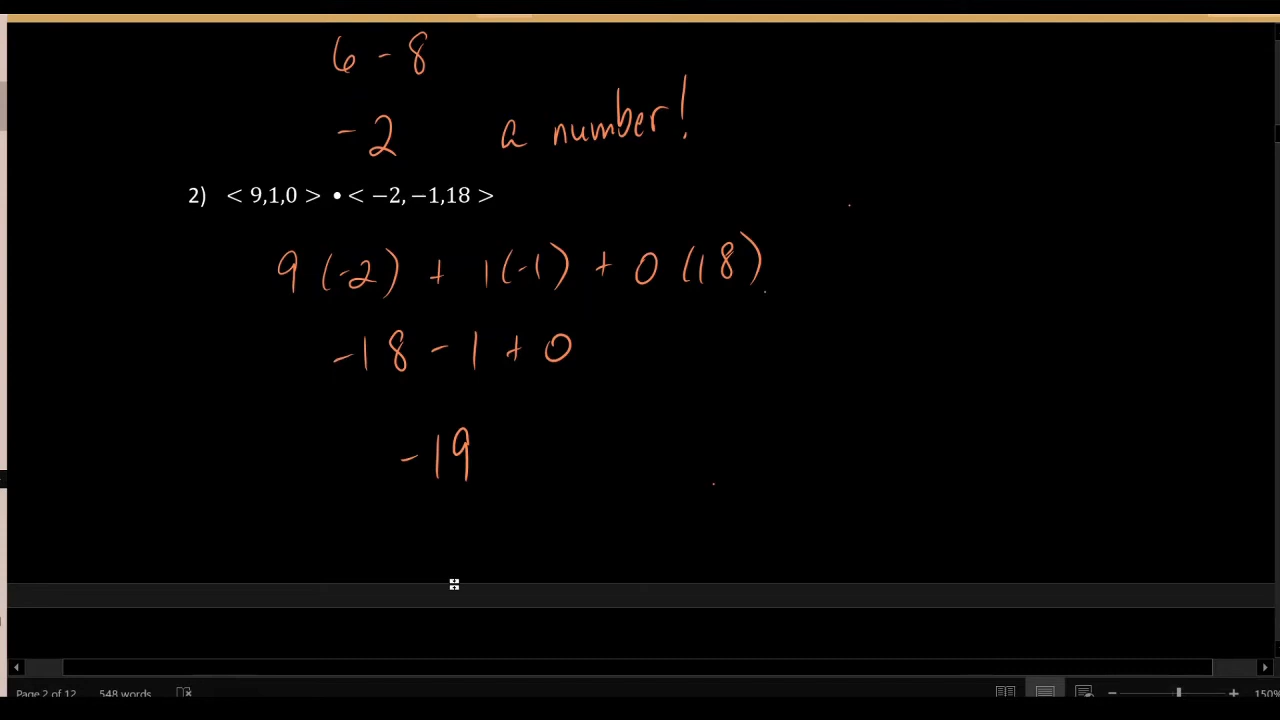 6 - 8
-2 a number!
2) < 9,1,0 > • < −2, −1,18 >
9 (-2) + 1(-1) + 0 (18)
-18 - 1 + 0
-19
Page 2 of 12 548 words 150%